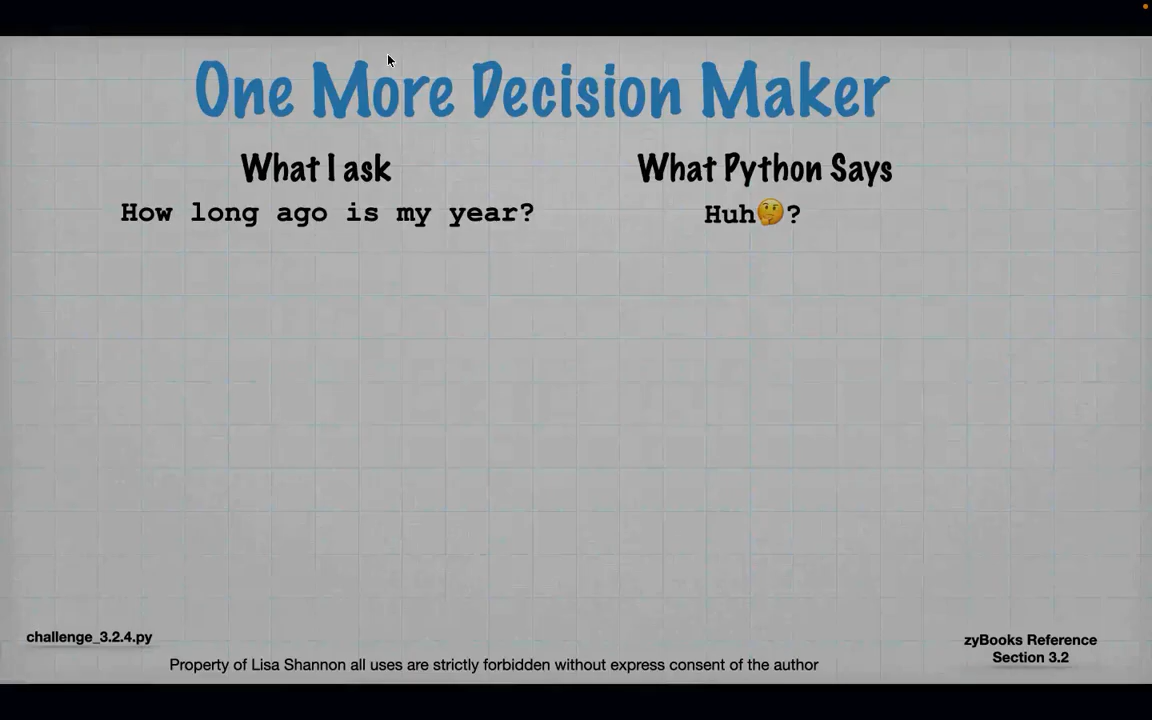 One More Decision Maker
What I ask
What Python Says
How long ago is my year?
Huh🤔?
challenge_3.2.4.py
zyBooks Reference
Section 3.2
Property of Lisa Shannon all uses are strictly forbidden without express consent of the author